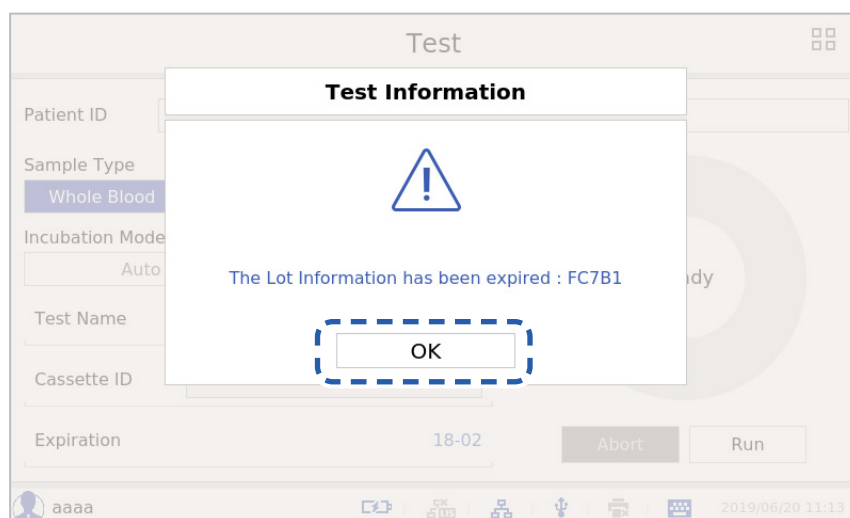 Test
Test Information
Patient ID
Sample Type
Whole Blood
Incubation Mode
Auto
The Lot Information has been expired : FC7B1
Test Name
OK
Cassette ID
Expiration
18-02
Abort
Run
aaaa
2019/06/20 11:13